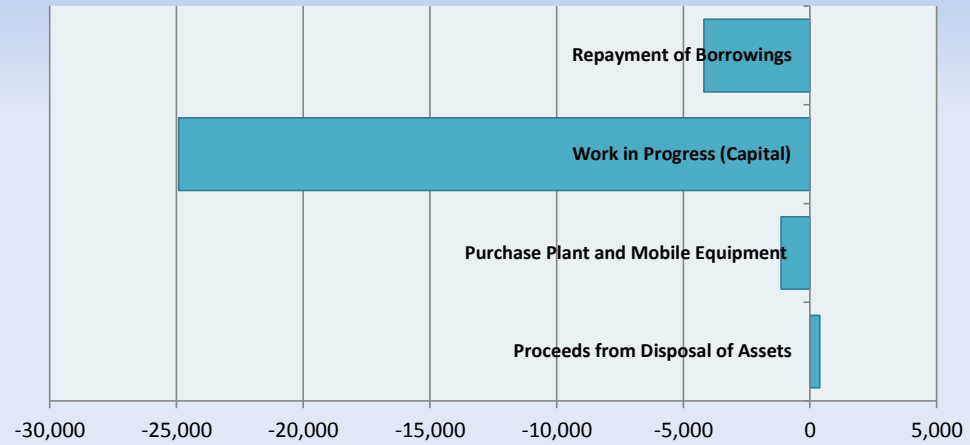 Repayment of Borrowings
Work in Progress (Capital)
Purchase Plant and Mobile Equipment
Proceeds from Disposal of Assets
-30,000 -25,000 -20,000 -15,000 -10,000 -5,000 0 5,000